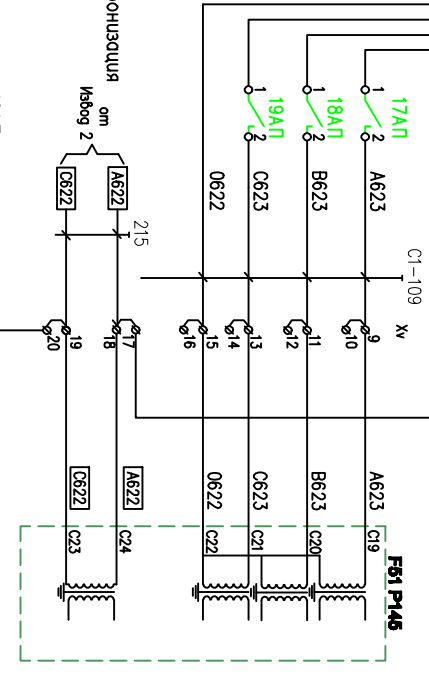 F51 P145
C1-109
Xv
17АП
1 2 A623 9 10 A623 C19
18АП
1 2 B623 11 12 B623 C20
19АП
1 2 C623 13 14 C623 C21
0622 15 16 0622 C22
215
онизация
от
Извод 2
A622 17 18 A622 C24
C622 19 20 C622 C23